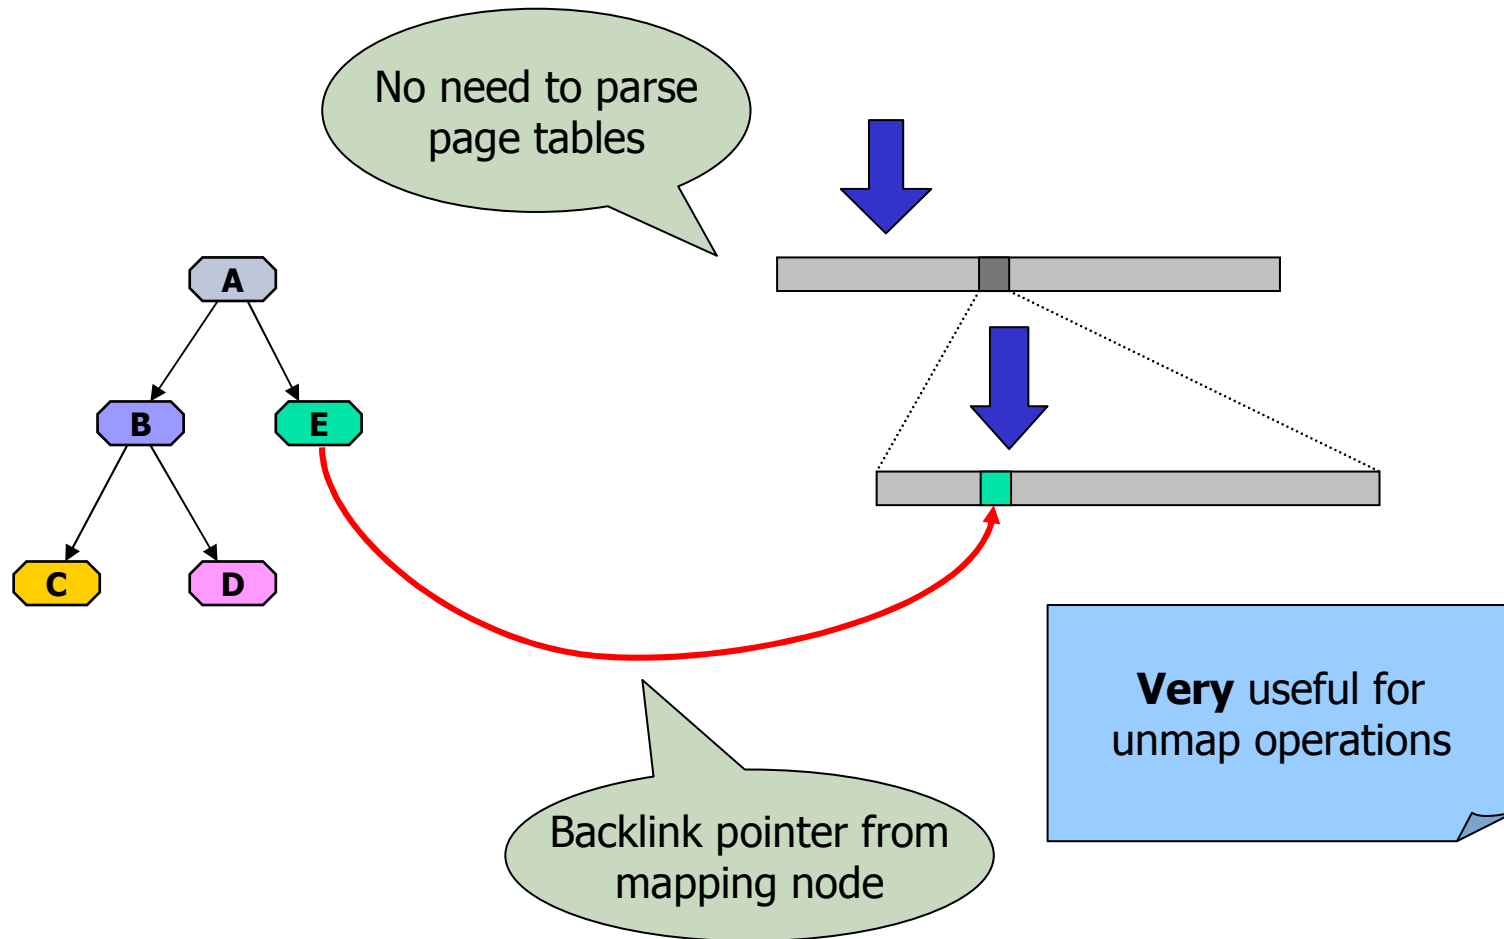 No need to parse
page tables
A
B
E
C
D
Very useful for
unmap operations
Backlink pointer from
mapping node